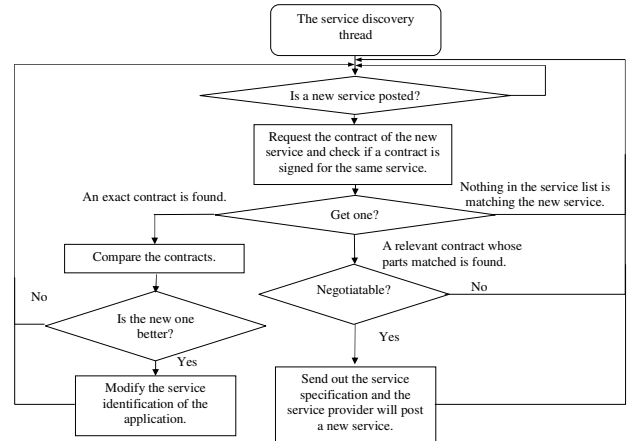 The service discovery
thread
Is a new service posted?
Request the contract of the new
service and check if a contract is
signed for the same service.
An exact contract is found.
Nothing in the service list is
matching the new service.
Get one?
A relevant contract whose
parts matched is found.
Compare the contracts.
Negotiatable?
No
No
Is the new one
better?
Yes
Yes
Modify the service
identification of the
application.
Send out the service
specification and the
service provider will post
a new service.